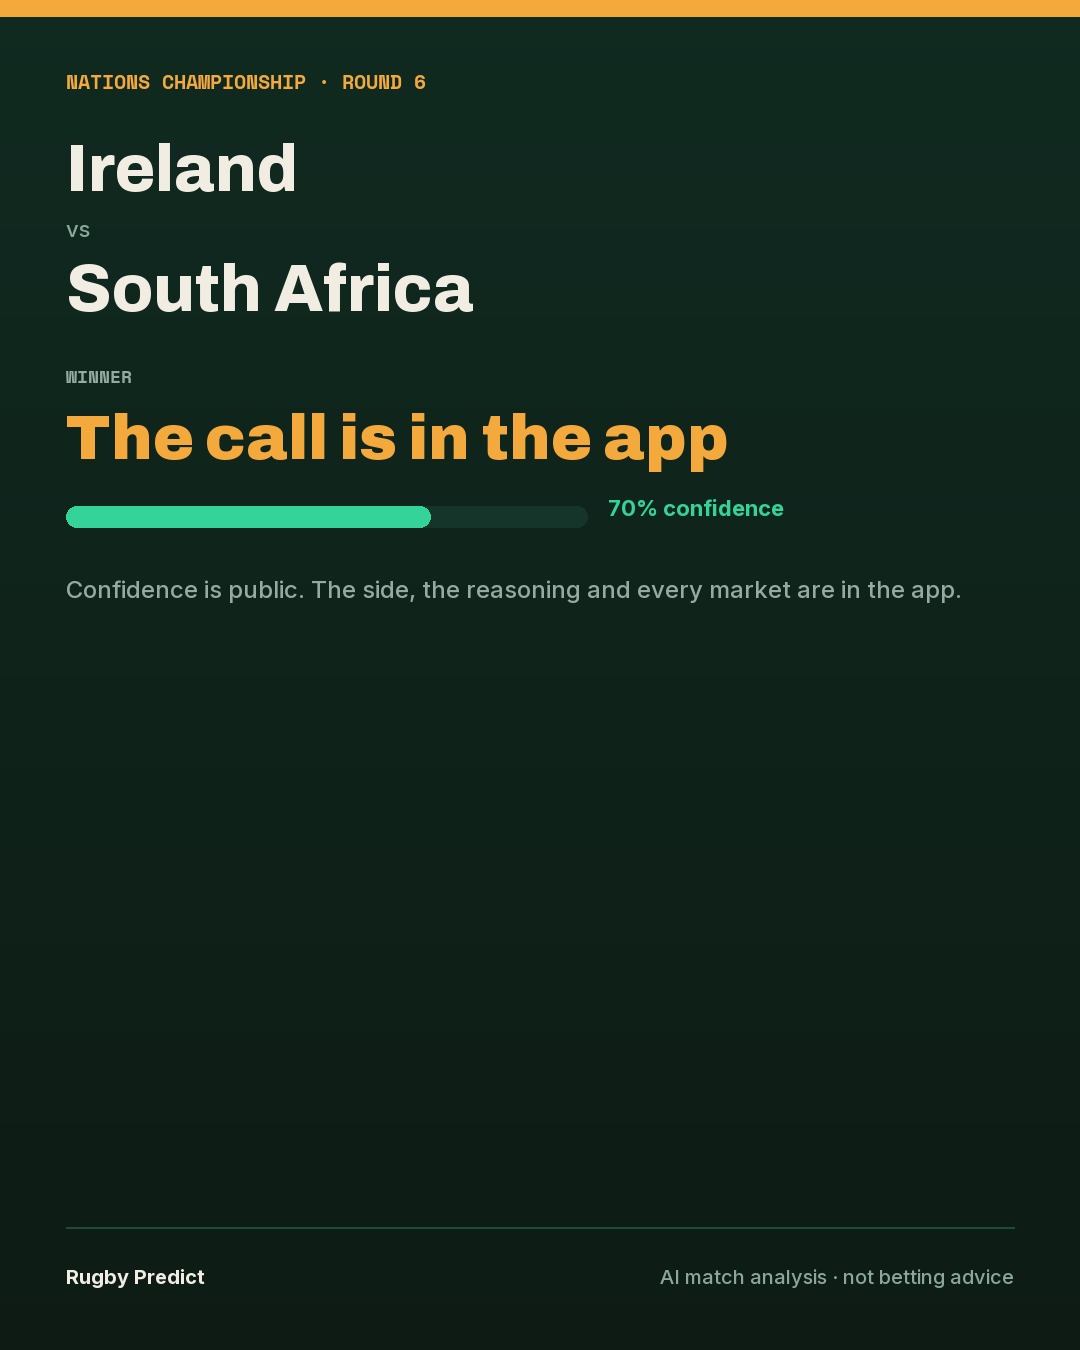 NATIONS CHAMPIONSHIP · ROUND 6
Ireland
vs
South Africa
WINNER
The call is in the app
70% confidence
Confidence is public. The side, the reasoning and every market are in the app.
Rugby Predict
AI match analysis · not betting advice